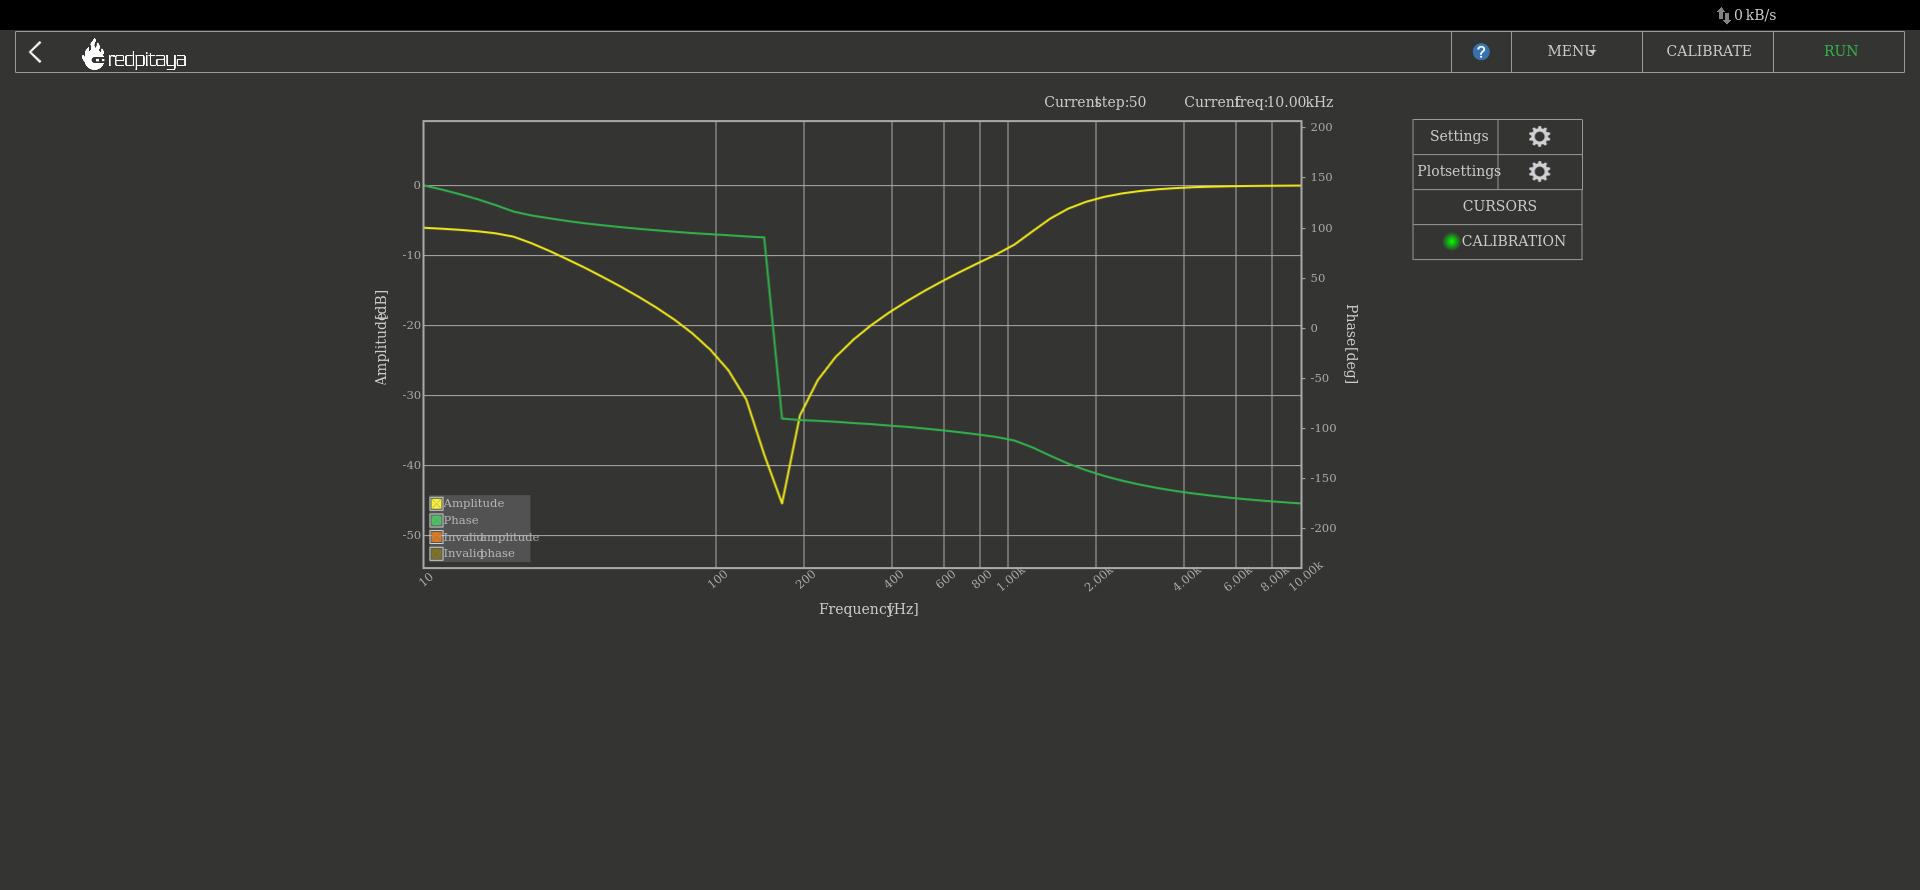 0 kB/s
redpitaya
?
MENU
CALIBRATE
RUN
Current step:50 Current freq:10.00kHz
Settings
Plot settings
CURSORS
CALIBRATION
Amplitude [dB]
0
-10
-20
-30
-40
-50
200
150
100
50
0
-50
-100
-150
-200
Phase [deg]
Amplitude
Phase
Invalid amplitude
Invalid phase
10 100 200 400 600 800 1.00k 2.00k 4.00k 6.00k 8.00k 10.00k
Frequency [Hz]